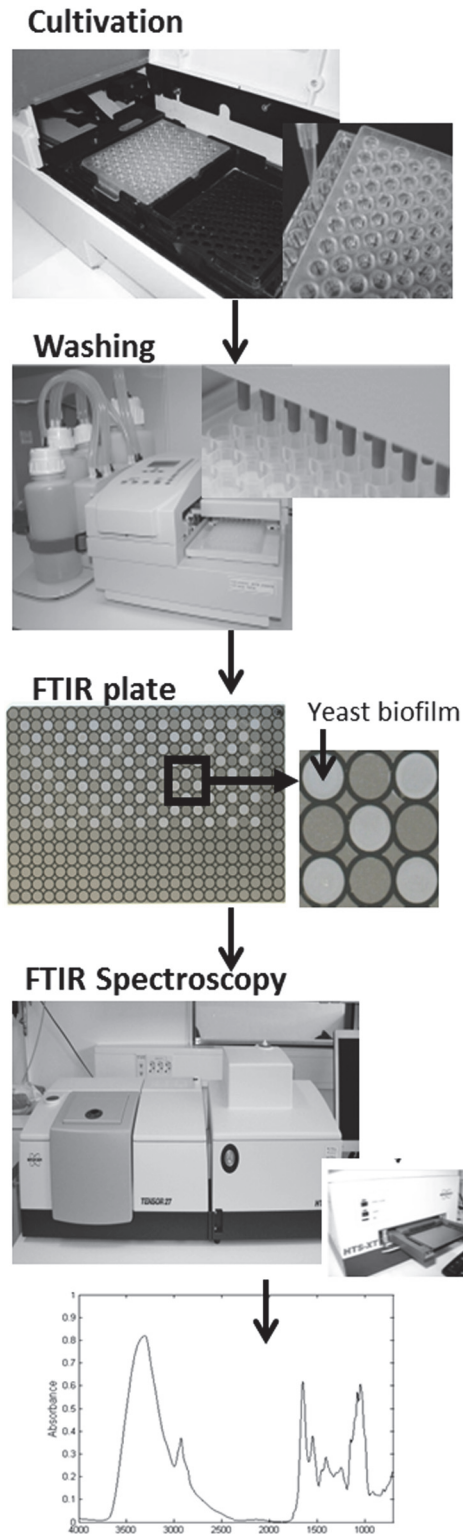 Cultivation
Washing
FTIR plate
Yeast biofilm
FTIR Spectroscopy
TENSOR 27
HTS-XT
1
0.9
0.8
0.7
0.6
0.5
0.4
0.3
0.2
0.1
0
Absorbance
4000 3500 3000 2500 2000 1500 1000